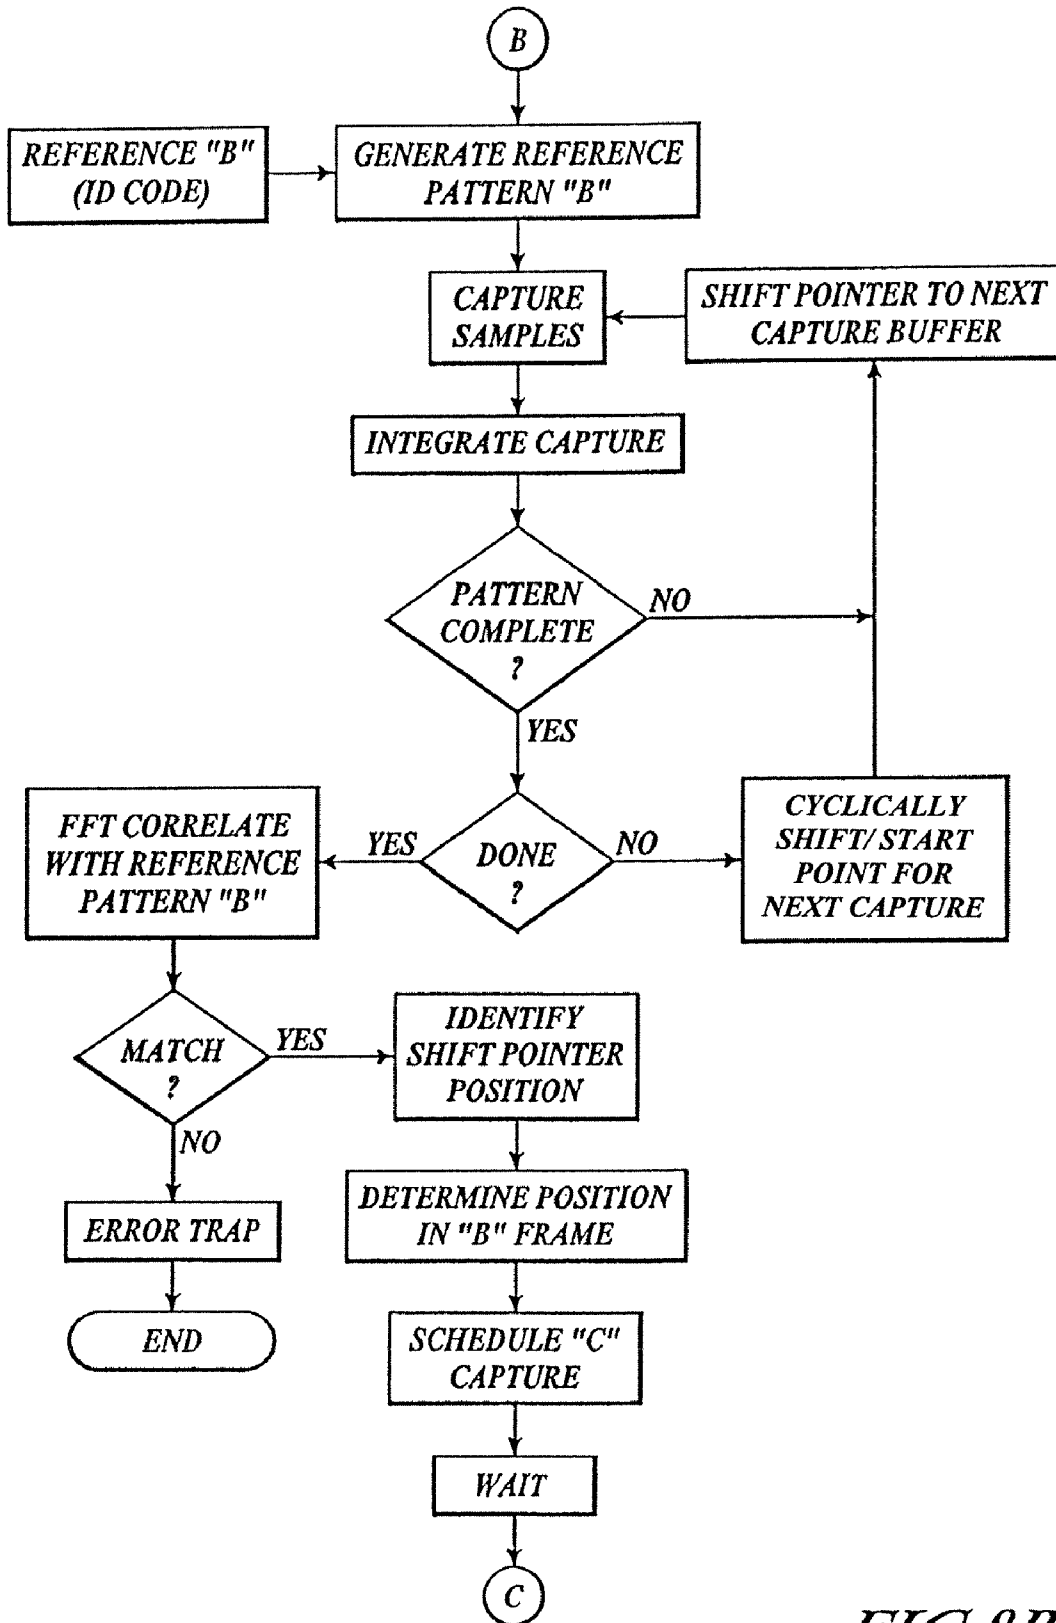 B
REFERENCE "B"
(ID CODE)
GENERATE REFERENCE
PATTERN "B"
CAPTURE
SAMPLES
SHIFT POINTER TO NEXT
CAPTURE BUFFER
INTEGRATE CAPTURE
PATTERN
COMPLETE
?
NO
YES
FFT CORRELATE
WITH REFERENCE
PATTERN "B"
YES
DONE
?
NO
CYCLICALLY
SHIFT/START
POINT FOR
NEXT CAPTURE
MATCH
?
YES
IDENTIFY
SHIFT POINTER
POSITION
NO
ERROR TRAP
DETERMINE POSITION
IN "B" FRAME
END
SCHEDULE "C"
CAPTURE
WAIT
C